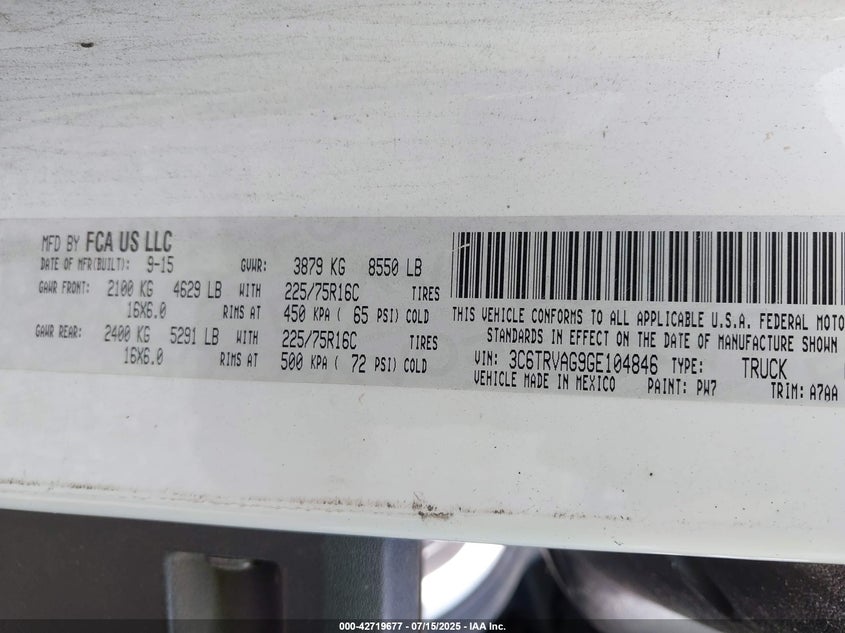 MFD BY FCA US LLC
DATE OF MFR(BUILT): 9-15 GVWR: 3879 KG 8550 LB
GAWR FRONT: 2100 KG 4629 LB WITH 225/75R16C TIRES
16X6.0 RIMS AT 450 KPA ( 65 PSI) COLD
GAWR REAR: 2400 KG 5291 LB WITH 225/75R16C TIRES
16X6.0 RIMS AT 500 KPA ( 72 PSI) COLD
THIS VEHICLE CONFORMS TO ALL APPLICABLE U.S.A. FEDERAL MOTO
STANDARDS IN EFFECT ON THE DATE OF MANUFACTURE SHOWN
VIN: 3C6TRVAG9GE104846 TYPE: TRUCK
VEHICLE MADE IN MEXICO PAINT: PW7 TRIM: A7AA
000-42719677 - 07/15/2025 - IAA Inc.